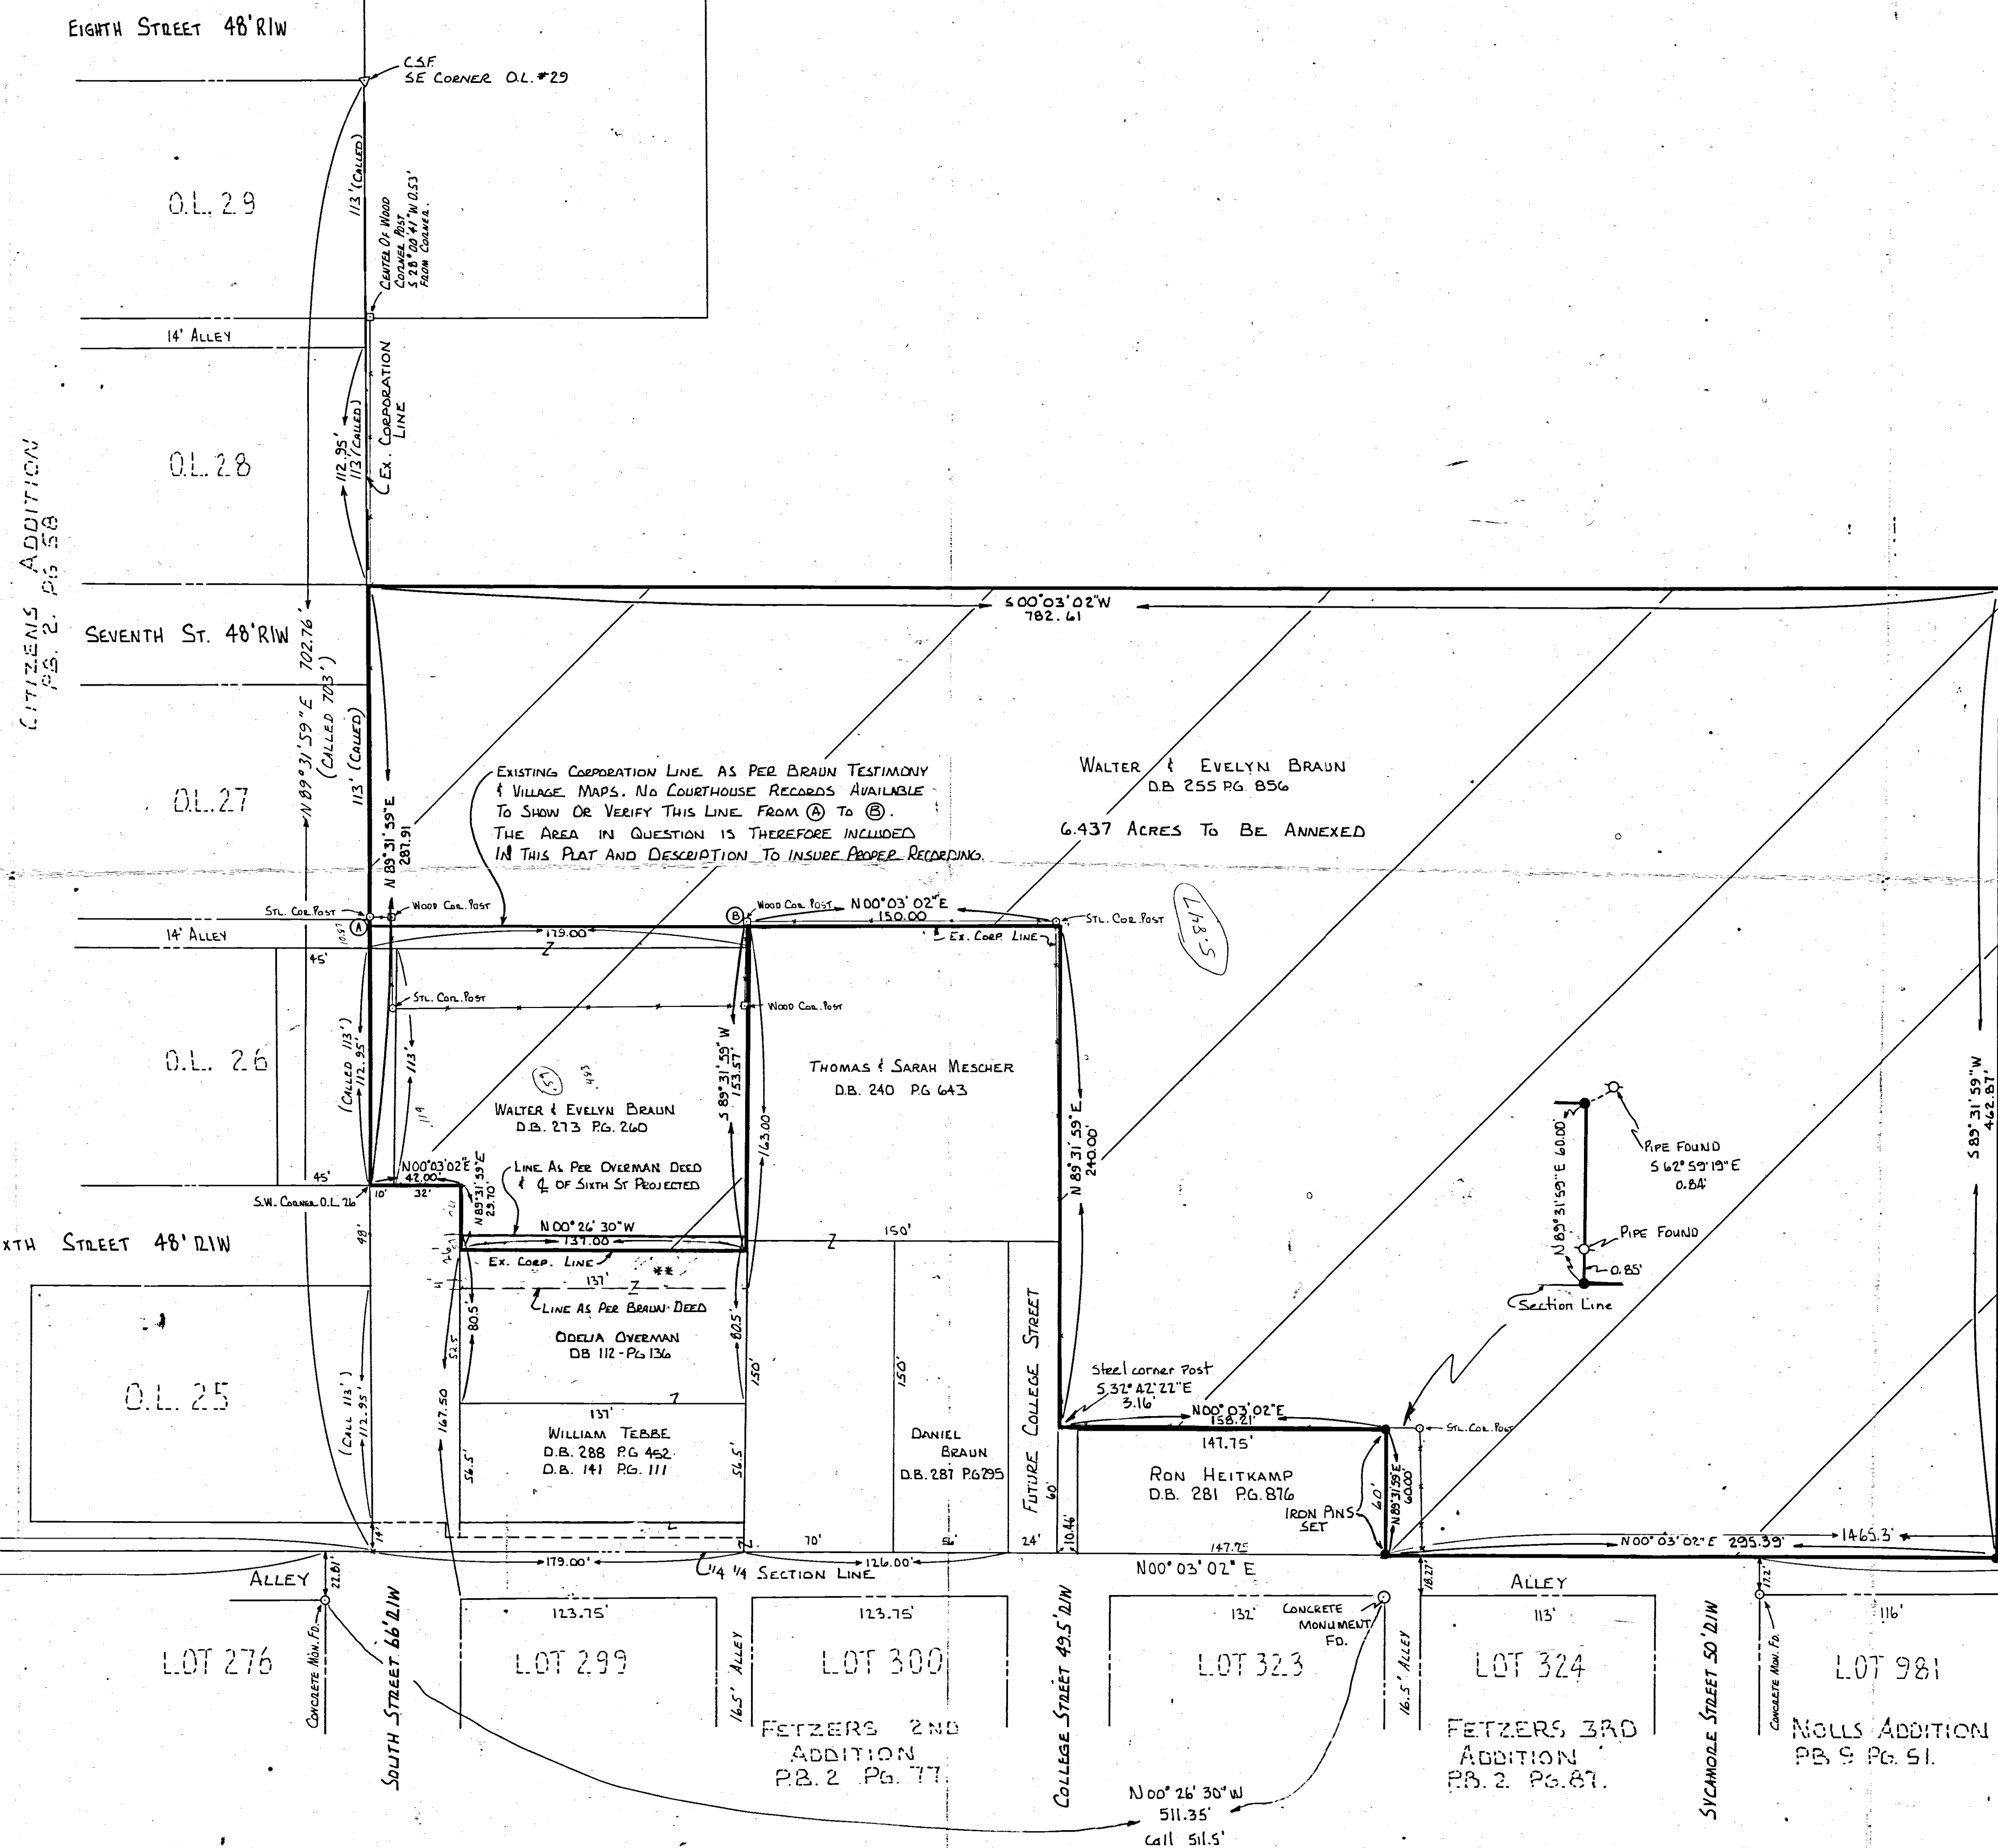 EIGHTH STREET 48' R/W
C.S.F.
SE CORNER O.L. #29
O.L. 29
113' (CALLED)
CENTER OF WOOD
CORNER POST
S 28° 00' 41" W 0.53'
FROM CORNER.
14' ALLEY
EX. CORPORATION
LINE
112.95'
113' (CALLED)
O.L. 28
CITIZENS ADDITION
P.B. 2. PG 58
SEVENTH ST. 48' R/W
N 89° 31' 59" E 702.76'
(CALLED 703')
113' (CALLED)
S 00° 03' 02" W
782.61
O.L. 27
N 89° 31' 59" E
287.91
EXISTING CORPORATION LINE AS PER BRAUN TESTIMONY
& VILLAGE MAPS. NO COURTHOUSE RECORDS AVAILABLE
TO SHOW OR VERIFY THIS LINE FROM A TO B.
THE AREA IN QUESTION IS THEREFORE INCLUDED
IN THIS PLAT AND DESCRIPTION TO INSURE PROPER RECORDING.
WALTER & EVELYN BRAUN
D.B. 255 P.G. 856
6.437 ACRES TO BE ANNEXED
5.847
STL. COR. POST
WOOD COR. POST
A
B
WOOD COR. POST
N 00° 03' 02" E
150.00
STL. COR. POST
EX. CORP. LINE
179.00
Z
14' ALLEY
45'
STL. COR. POST
WOOD COR. POST
O.L. 26
(CALLED 113')
112.95'
113'
119
S 89° 31' 59" W
153.57'
163.00'
THOMAS & SARAH MESCHER
D.B. 240 P.G 643
.57
.493
WALTER & EVELYN BRAUN
D.B. 273 P.G. 260
N 89° 31' 59" E
240.00'
S 89° 31' 59" W
462.87'
N 00° 03' 02" E
42.00'
10'
32'
45'
S.W. CORNER O.L. 26
N 89° 31' 59" E
29.70'
LINE AS PER OVERMAN DEED
& ℄ OF SIXTH ST PROJECTED
N 00° 26' 30" W
137.00
EX. CORP. LINE
**
137'
Z
LINE AS PER BRAUN DEED
150'
Z
PIPE FOUND
S 62° 59' 19" E
0.84'
N 89° 31' 59" E 60.00'
PIPE FOUND
0.85'
Section Line
XTH STREET 48' R/W
48'
O.L. 25
(CALL 113')
112.95'
14'
80.5'
52.5'
167.50
ODELIA OVERMAN
DB 112-PG 136
80.5'
150'
150'
137'
WILLIAM TEBBE
D.B. 288 P.G 452
D.B. 141 P.G. 111
56.5'
56.5'
DANIEL
BRAUN
D.B. 287 P.G 295
FUTURE COLLEGE STREET
Steel corner Post
S 32° 42' 22" E
3.16'
N 00° 03' 02" E
158.21'
147.75'
STL. COR. POST
RON HEITKAMP
D.B. 281 P.G. 876
IRON PINS
SET
60'
N 89° 31' 59" E
60.00'
60'
10.46'
70'
24'
147.75
N 00° 03' 02" E 295.39'
1465.3'
179.00'
126.00'
1/4 1/4 SECTION LINE
N 00° 03' 02" E
ALLEY
22.81'
18.27'
ALLEY
17.2'
CONCRETE MON. FD.
SOUTH STREET 66' R/W
123.75'
123.75'
COLLEGE STREET 49.5' R/W
132'
CONCRETE
MONUMENT
FD.
113'
SYCAMORE STREET 50' R/W
CONCRETE MON. FD.
116'
LOT 276
LOT 299
16.5' ALLEY
LOT 300
LOT 323
16.5' ALLEY
LOT 324
LOT 981
FETZERS 2ND
ADDITION
P.B. 2 PG. 77.
FETZERS 3RD
ADDITION
P.B. 2 PG. 87.
NOLLS ADDITION
P.B 9 PG. 51.
N 00° 26' 30" W
511.35'
Call 511.5'